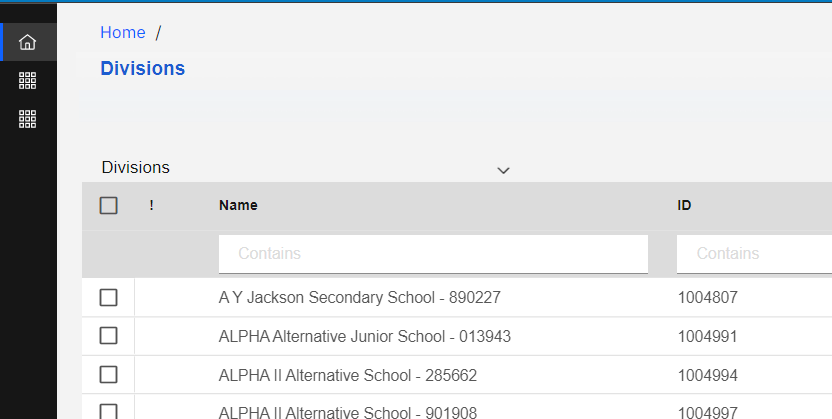 Home /
Divisions
Divisions
! Name ID
Contains Contains
A Y Jackson Secondary School - 890227 1004807
ALPHA Alternative Junior School - 013943 1004991
ALPHA II Alternative School - 285662 1004994
ALPHA II Alternative School - 901908 1004997